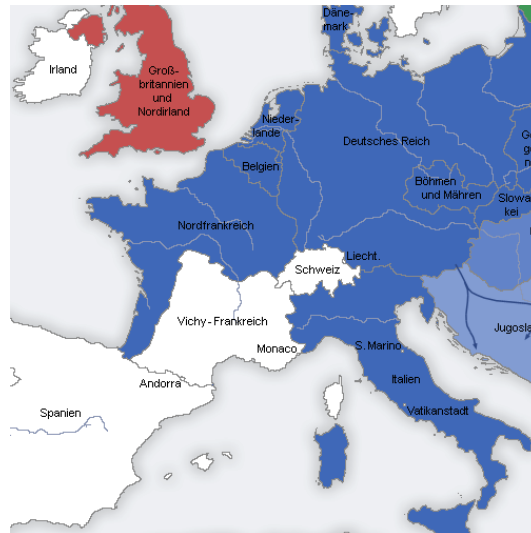 Däne-
mark
Irland
Groß-
britannien
und
Nordirland
Nieder-
lande
Deutsches Reich
Belgien
Böhmen
und Mähren
Slowa-
kei
Nordfrankreich
Liecht.
Schweiz
Vichy-Frankreich
Jugosla
Monaco
S. Marino
Andorra
Italien
Spanien
Vatikanstadt